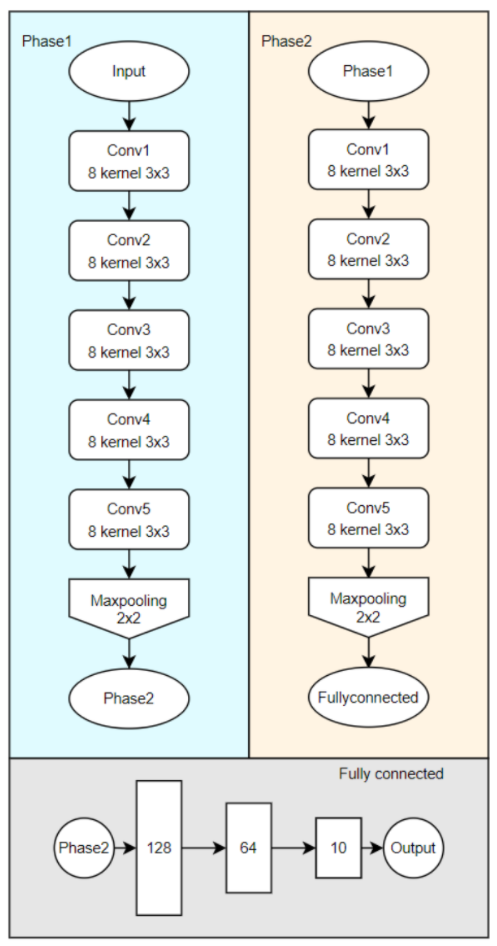 Phase1
Input
Conv1
8 kernel 3x3
Conv2
8 kernel 3x3
Conv3
8 kernel 3x3
Conv4
8 kernel 3x3
Conv5
8 kernel 3x3
Maxpooling
2x2
Phase2
Phase2
Phase1
Conv1
8 kernel 3x3
Conv2
8 kernel 3x3
Conv3
8 kernel 3x3
Conv4
8 kernel 3x3
Conv5
8 kernel 3x3
Maxpooling
2x2
Fullyconnected
Fully connected
Phase2
128
64
10
Output